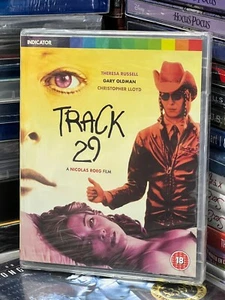 HOCUS POCUS
INDICATOR
THERESA RUSSELL
GARY OLDMAN
CHRISTOPHER LLOYD
TRACK
29
A NICOLAS ROEG FILM
18